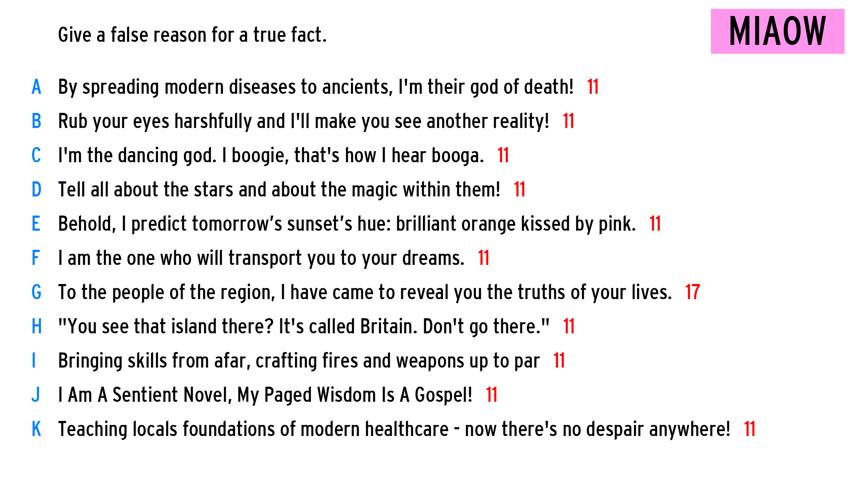 Give a false reason for a true fact.
MIAOW
A By spreading modern diseases to ancients, I'm their god of death! 11
B Rub your eyes harshfully and I'll make you see another reality! 11
C I'm the dancing god. I boogie, that's how I hear booga. 11
D Tell all about the stars and about the magic within them! 11
E Behold, I predict tomorrow’s sunset’s hue: brilliant orange kissed by pink. 11
F I am the one who will transport you to your dreams. 11
G To the people of the region, I have came to reveal you the truths of your lives. 17
H "You see that island there? It's called Britain. Don't go there." 11
I Bringing skills from afar, crafting fires and weapons up to par 11
J I Am A Sentient Novel, My Paged Wisdom Is A Gospel! 11
K Teaching locals foundations of modern healthcare - now there's no despair anywhere! 11